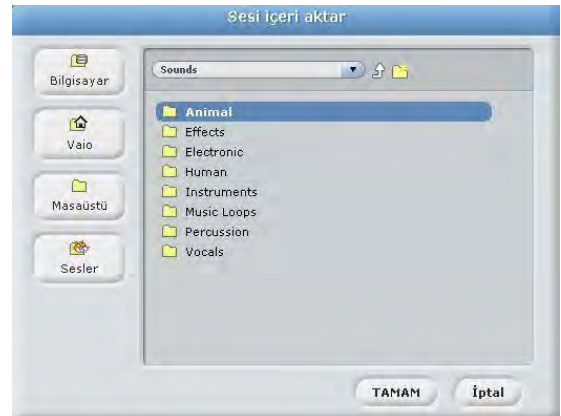 Sesi içeri aktar
Bilgisayar
Vaio
Masaüstü
Sesler
Sounds
Animal
Effects
Electronic
Human
Instruments
Music Loops
Percussion
Vocals
TAMAM
İptal